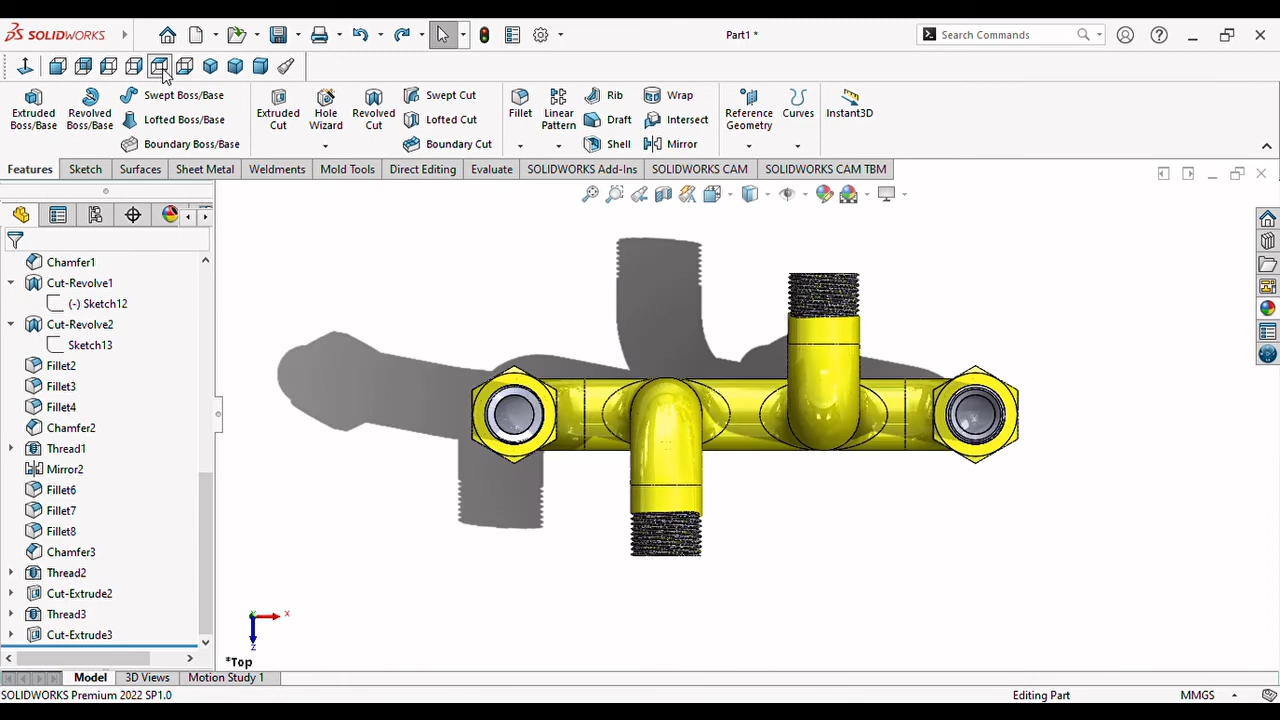 SOLIDWORKS
Part1 *
Search Commands
Extruded Boss/Base
Revolved Boss/Base
Swept Boss/Base
Lofted Boss/Base
Boundary Boss/Base
Extruded Cut
Hole Wizard
Revolved Cut
Swept Cut
Lofted Cut
Boundary Cut
Fillet
Linear Pattern
Rib
Draft
Shell
Wrap
Intersect
Mirror
Reference Geometry
Curves
Instant3D
Features
Sketch
Surfaces
Sheet Metal
Weldments
Mold Tools
Direct Editing
Evaluate
SOLIDWORKS Add-Ins
SOLIDWORKS CAM
SOLIDWORKS CAM TBM
Chamfer1
Cut-Revolve1
(-) Sketch12
Cut-Revolve2
Sketch13
Fillet2
Fillet3
Fillet4
Chamfer2
Thread1
Mirror2
Fillet6
Fillet7
Fillet8
Chamfer3
Thread2
Cut-Extrude2
Thread3
Cut-Extrude3
Y
X
Z
*Top
Model
3D Views
Motion Study 1
SOLIDWORKS Premium 2022 SP1.0
Editing Part
MMGS